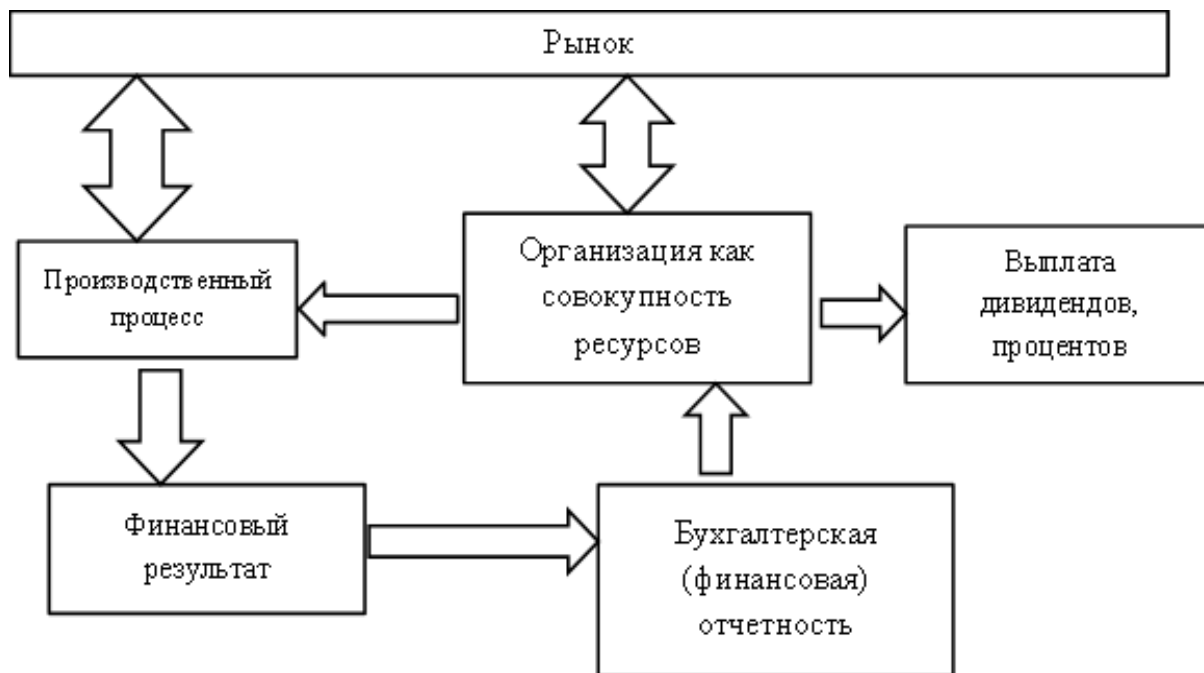 Рынок
Организация как
совокупность
ресурсов
Выплата
дивидендов,
процентов
Производственный
процесс
Финансовый
результат
Бухгалтерская
(финансовая)
отчетность